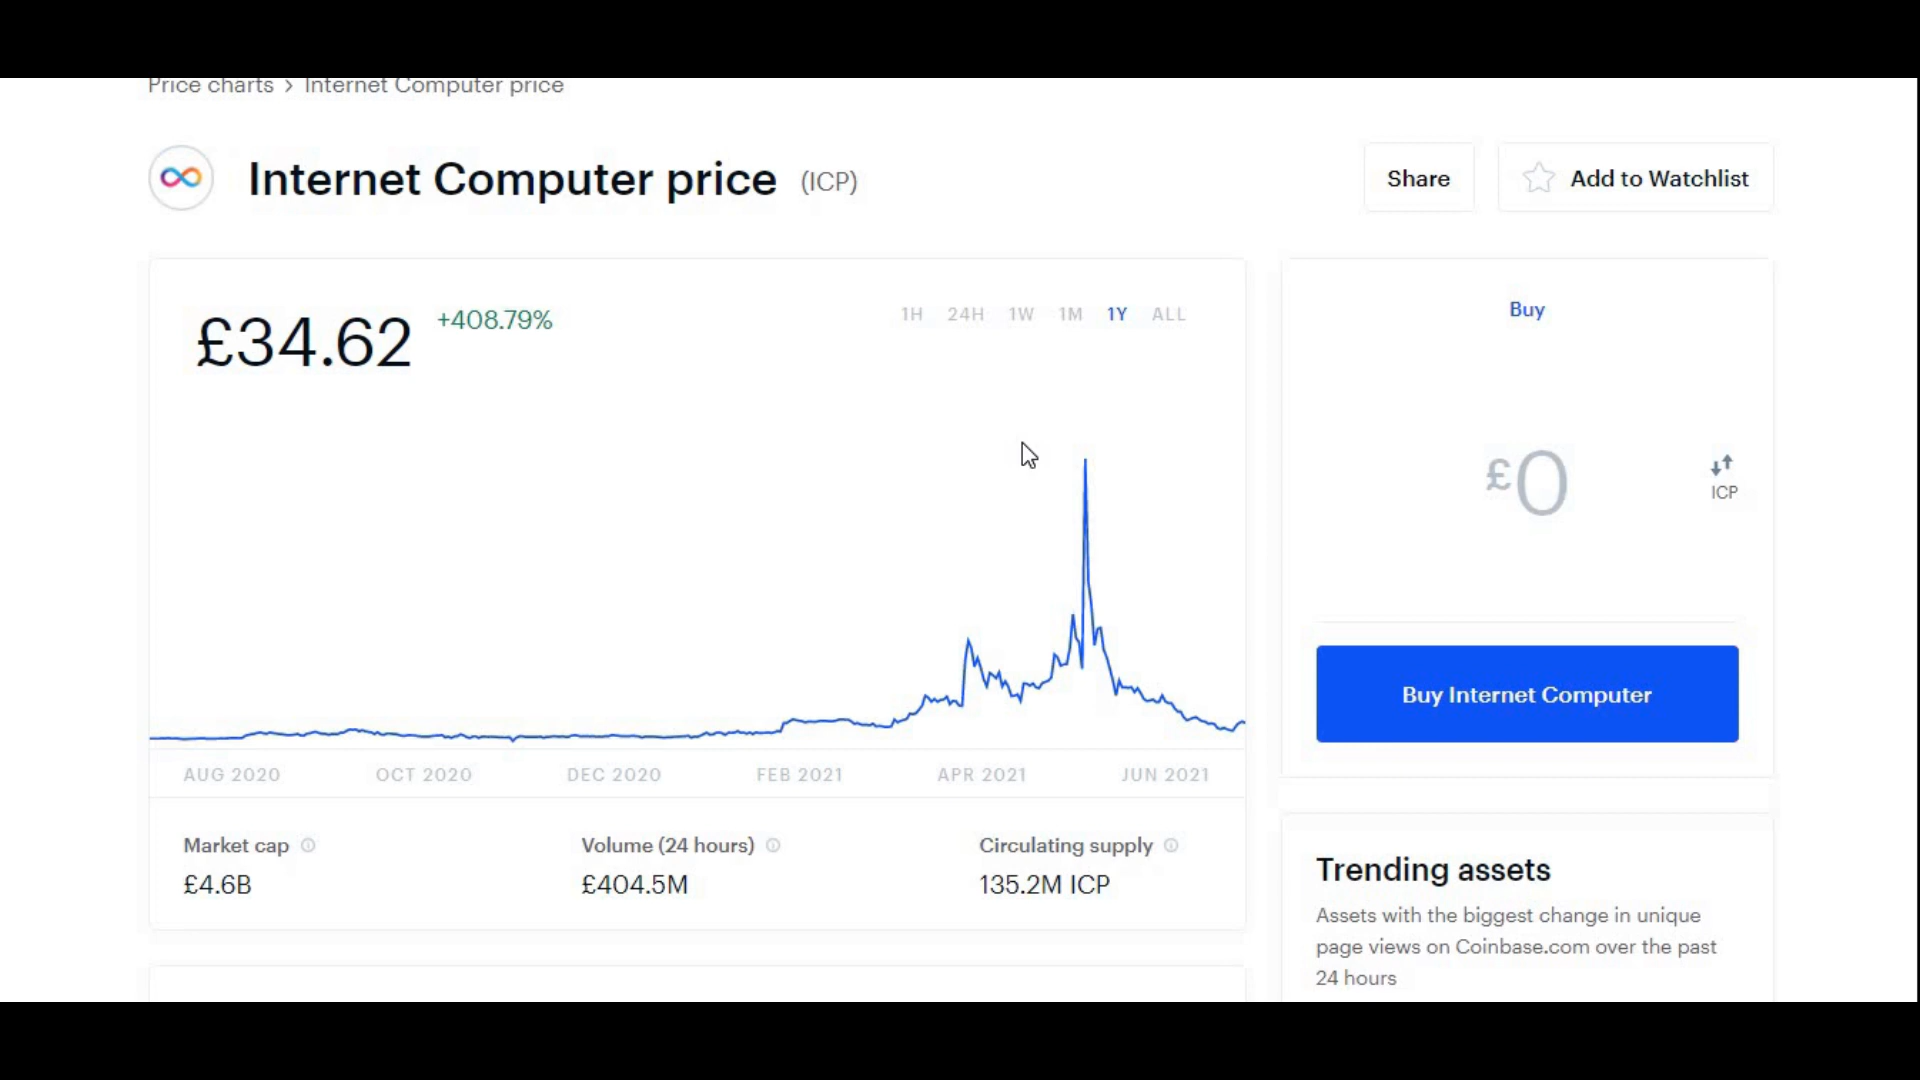 Price charts > Internet Computer price
Internet Computer price (ICP)
Share
Add to Watchlist
£34.62 +408.79%
1H 24H 1W 1M 1Y ALL
AUG 2020 OCT 2020 DEC 2020 FEB 2021 APR 2021 JUN 2021
Market cap
£4.6B
Volume (24 hours)
£404.5M
Circulating supply
135.2M ICP
Buy
£0
ICP
Buy Internet Computer
Trending assets
Assets with the biggest change in unique
page views on Coinbase.com over the past
24 hours